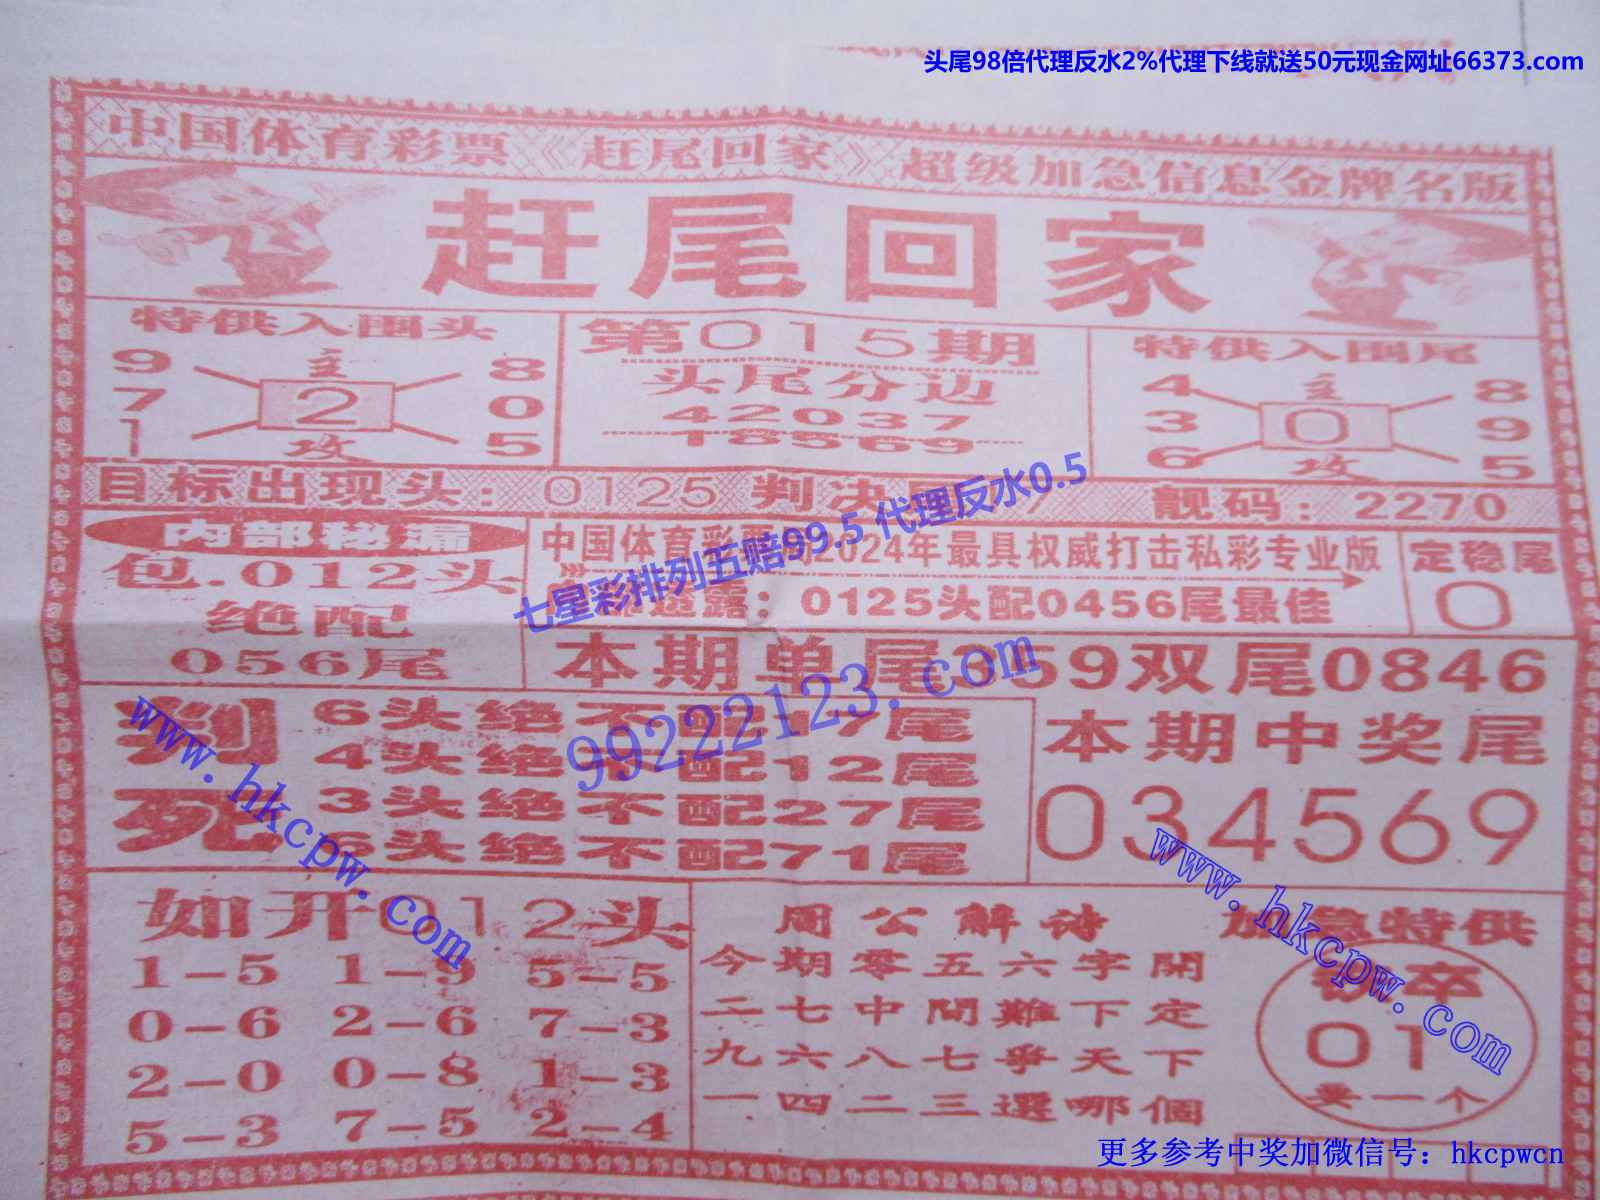 头尾98倍代理反水2%代理下线就送50元现金网址66373.com
中国体育彩票《赶尾回家》超级加急信息金牌名版
赶尾回家
特供入围头
9 主 8
7 2 0
1 攻 5
第015期
头尾分边
42037
18569
特供入围尾
4 主 8
3 0 9
6 攻 5
目标出现头：0125 判决
靓码：2270
七星彩排列五赔99.5 代理反水0.5
内部秘漏
包.012头
绝配
056尾
中国体育彩票 2024年最具权威打击私彩专业版
透露：0125头配0456尾最佳
定稳尾
0
本期单尾 59双尾0846
99222123.com
判死
6头绝不配17尾
4头绝不配12尾
3头绝不配27尾
6头绝不配71尾
www.hkcpw.com
本期中奖尾
034569
www.hkcpw.com
如开012头
1-5 1-9 5-5
0-6 2-6 7-3
2-0 0-8 1-3
5-3 7-5 2-4
周公解诗
今期零五六字開
二七中間難下定
九六八七爭天下
一四二三選哪個
加急特供
卒
01
卖一个
更多参考中奖加微信号：hkcpwcn